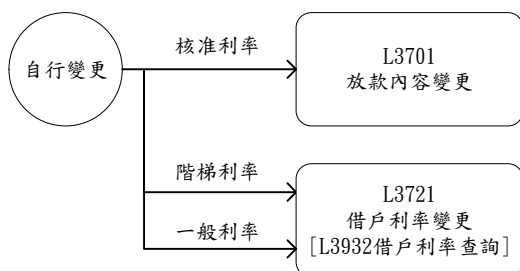 自行變更
核准利率
L3701
放款內容變更
階梯利率
一般利率
L3721
借戶利率變更
[L3932借戶利率查詢]